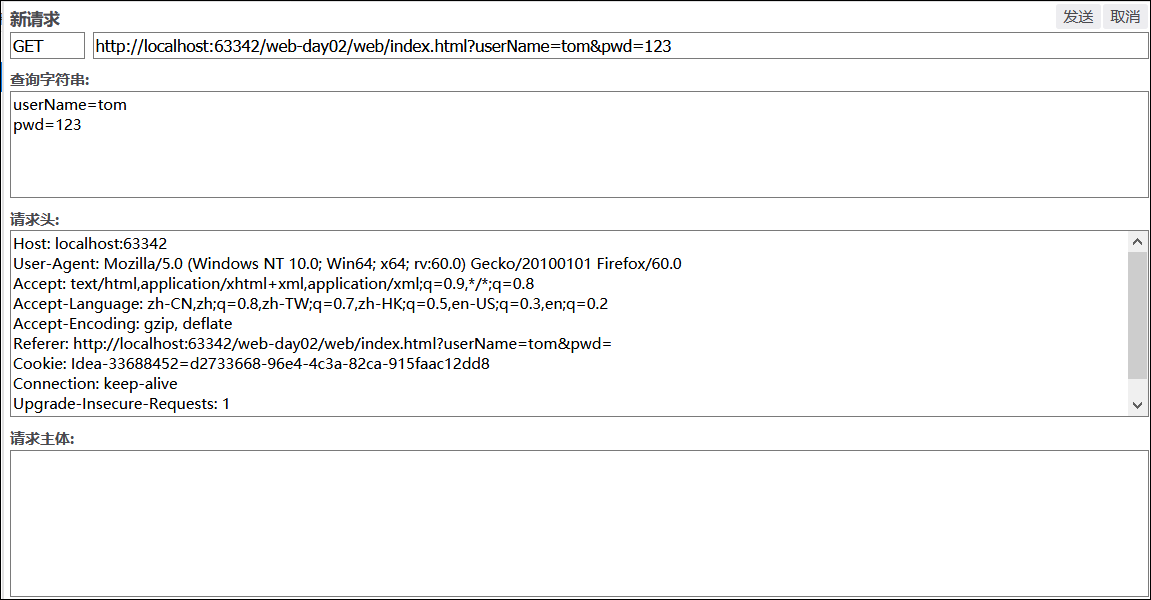 新请求
发送 取消
GET http://localhost:63342/web-day02/web/index.html?userName=tom&pwd=123
查询字符串:
userName=tom
pwd=123
请求头:
Host: localhost:63342
User-Agent: Mozilla/5.0 (Windows NT 10.0; Win64; x64; rv:60.0) Gecko/20100101 Firefox/60.0
Accept: text/html,application/xhtml+xml,application/xml;q=0.9,*/*;q=0.8
Accept-Language: zh-CN,zh;q=0.8,zh-TW;q=0.7,zh-HK;q=0.5,en-US;q=0.3,en;q=0.2
Accept-Encoding: gzip, deflate
Referer: http://localhost:63342/web-day02/web/index.html?userName=tom&pwd=
Cookie: Idea-33688452=d2733668-96e4-4c3a-82ca-915faac12dd8
Connection: keep-alive
Upgrade-Insecure-Requests: 1
请求主体: